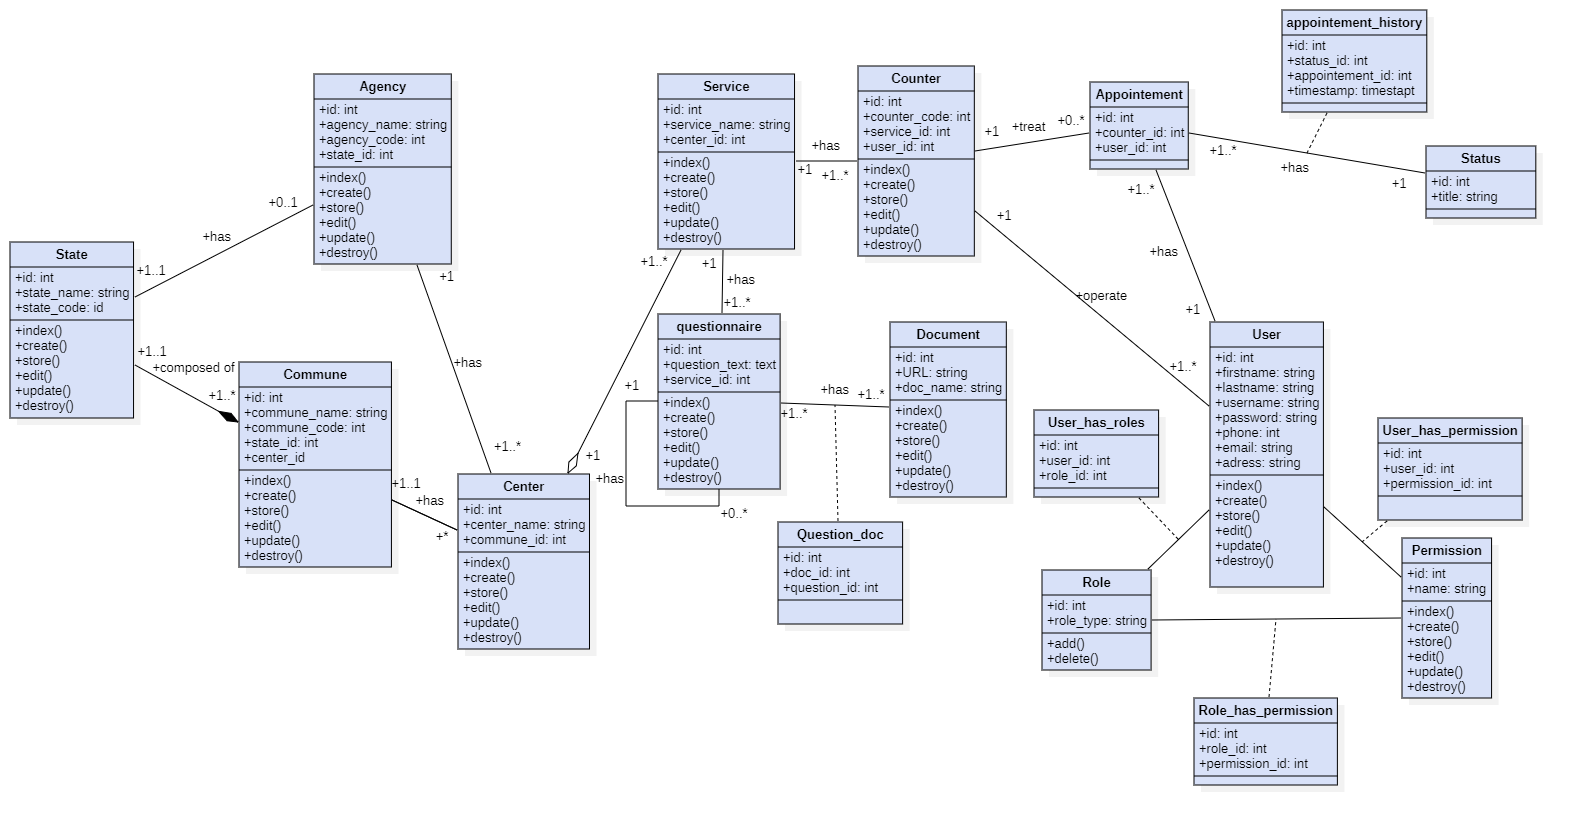 appointement_history
+id: int
+status_id: int
+appointement_id: int
+timestamp: timestapt
Agency
+id: int
+agency_name: string
+agency_code: int
+state_id: int
+index()
+create()
+store()
+edit()
+update()
+destroy()
Service
+id: int
+service_name: string
+center_id: int
+index()
+create()
+store()
+edit()
+update()
+destroy()
+has
+1
+1..*
Counter
+id: int
+counter_code: int
+service_id: int
+user_id: int
+index()
+create()
+store()
+edit()
+update()
+destroy()
+1
+treat
+0..*
Appointement
+id: int
+counter_id: int
+user_id: int
+1..*
+has
+1
Status
+id: int
+title: string
+0..1
+has
+1..1
State
+id: int
+state_name: string
+state_code: id
+index()
+create()
+store()
+edit()
+update()
+destroy()
+1..1
+composed of
+1..*
Commune
+id: int
+commune_name: string
+commune_code: int
+state_id: int
+center_id
+index()
+create()
+store()
+edit()
+update()
+destroy()
+1
+has
+1..*
+1..1
+has
+*
Center
+id: int
+center_name: string
+commune_id: int
+index()
+create()
+store()
+edit()
+update()
+destroy()
+1..*
+1
+1
+has
+1..*
questionnaire
+id: int
+question_text: text
+service_id: int
+index()
+create()
+store()
+edit()
+update()
+destroy()
+1
+has
+0..*
+1..*
+has
+1..*
Document
+id: int
+URL: string
+doc_name: string
+index()
+create()
+store()
+edit()
+update()
+destroy()
Question_doc
+id: int
+doc_id: int
+question_id: int
+1
+operate
+1..*
+1..*
+has
+1
User
+id: int
+firstname: string
+lastname: string
+username: string
+password: string
+phone: int
+email: string
+adress: string
+index()
+create()
+store()
+edit()
+update()
+destroy()
User_has_roles
+id: int
+user_id: int
+role_id: int
User_has_permission
+id: int
+user_id: int
+permission_id: int
Role
+id: int
+role_type: string
+add()
+delete()
Permission
+id: int
+name: string
+index()
+create()
+store()
+edit()
+update()
+destroy()
Role_has_permission
+id: int
+role_id: int
+permission_id: int